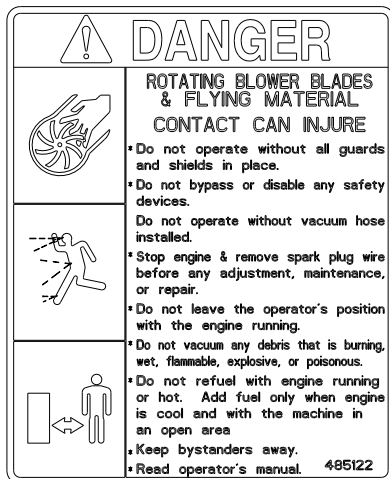 DANGER
ROTATING BLOWER BLADES
& FLYING MATERIAL
CONTACT CAN INJURE
* Do not operate without all guards
and shields in place.
* Do not bypass or disable any safety
devices.
Do not operate without vacuum hose
installed.
* Stop engine & remove spark plug wire
before any adjustment, maintenance,
or repair.
* Do not leave the operator's position
with the engine running.
* Do not vacuum any debris that is burning,
wet, flammable, explosive, or poisonous.
* Do not refuel with engine running
or hot. Add fuel only when engine
is cool and with the machine in
an open area
* Keep bystanders away.
* Read operator's manual. 485122